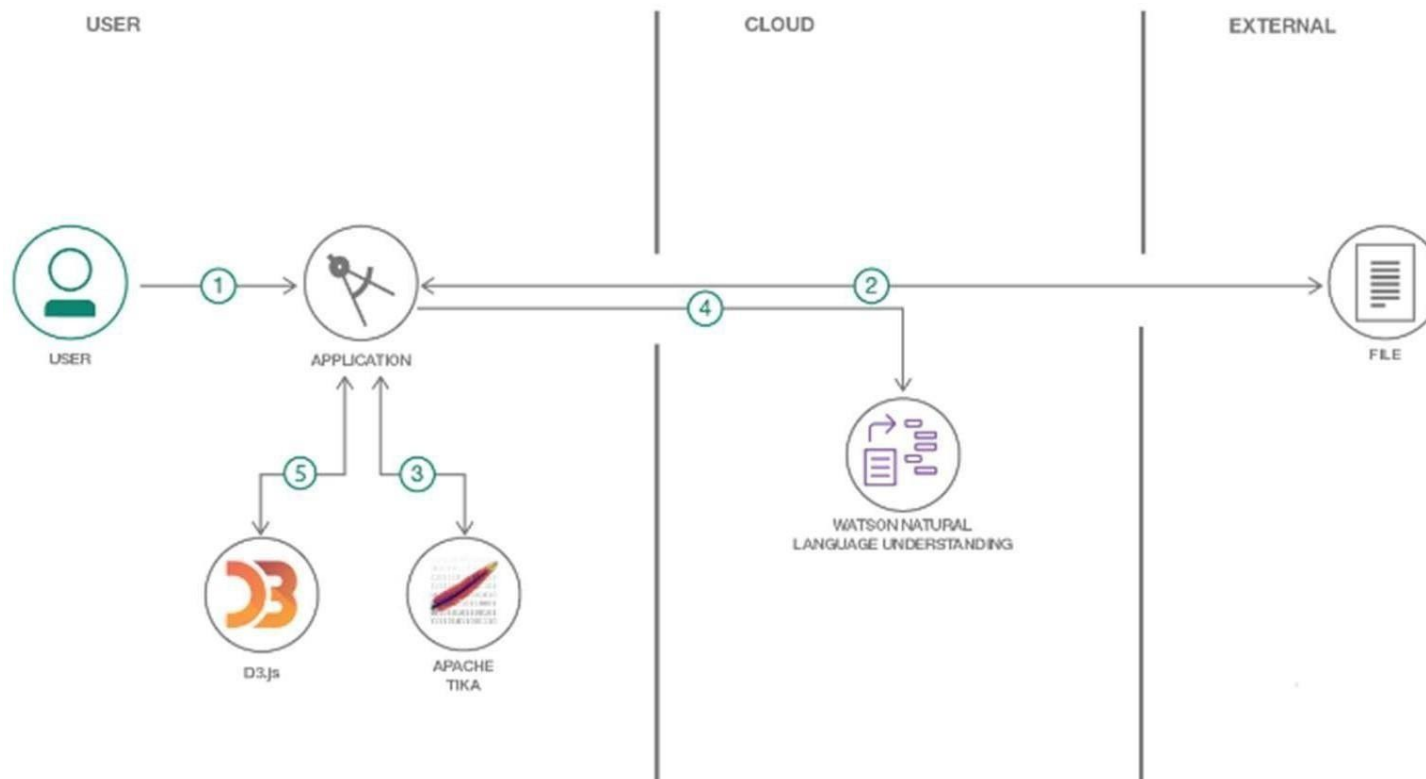 USER
CLOUD
EXTERNAL
1
2
4
USER
APPLICATION
FILE
5
3
WATSON NATURAL
LANGUAGE UNDERSTANDING
D3.js
APACHE
TIKA